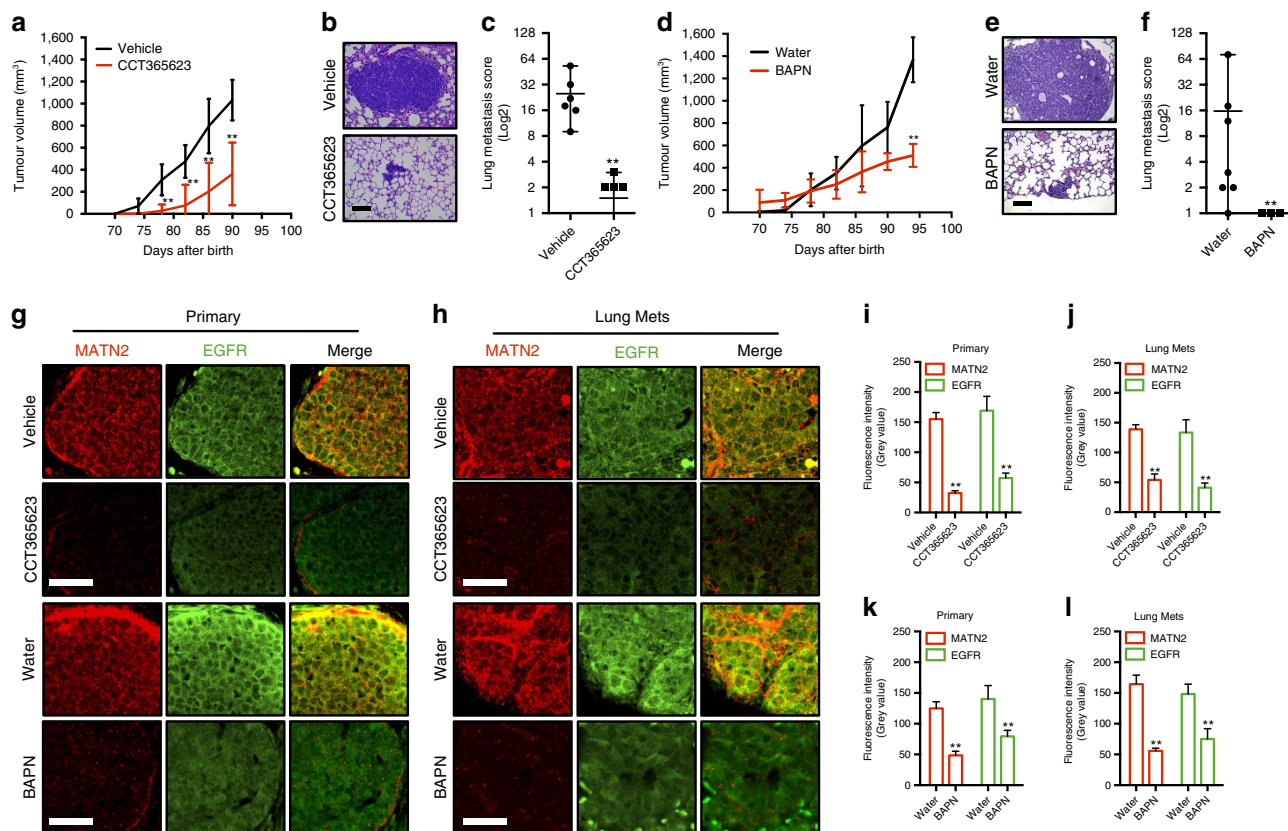 a
Vehicle
CCT365623
Tumour volume (mm³)
1,600
1,400
1,200
1,000
800
600
400
200
0
** ** ** **
70 75 80 85 90 95 100
Days after birth
b
Vehicle
CCT365623
c
Lung metastasis score
(Log2)
128
64
32
16
8
4
2
1
**
Vehicle
CCT365623
d
Water
BAPN
Tumour volume (mm³)
1,600
1,400
1,200
1,000
800
600
400
200
0
**
70 75 80 85 90 95 100
Days after birth
e
Water
BAPN
f
Lung metastasis score
(Log2)
128
64
32
16
8
4
2
1
**
Water
BAPN
g
Primary
MATN2 EGFR Merge
Vehicle
CCT365623
Water
BAPN
h
Lung Mets
MATN2 EGFR Merge
Vehicle
CCT365623
Water
BAPN
i
Primary
MATN2
EGFR
Fluorescence intensity
(Grey value)
250
200
150
100
50
0
** **
Vehicle
CCT365623
Vehicle
CCT365623
j
Lung Mets
MATN2
EGFR
Fluorescence intensity
(Grey value)
250
200
150
100
50
0
** **
Vehicle
CCT365623
Vehicle
CCT365623
k
Primary
MATN2
EGFR
Fluorescence intensity
(Grey value)
250
200
150
100
50
0
** **
Water
BAPN
Water
BAPN
l
Lung Mets
MATN2
EGFR
Fluorescence intensity
(Grey value)
250
200
150
100
50
0
** **
Water
BAPN
Water
BAPN